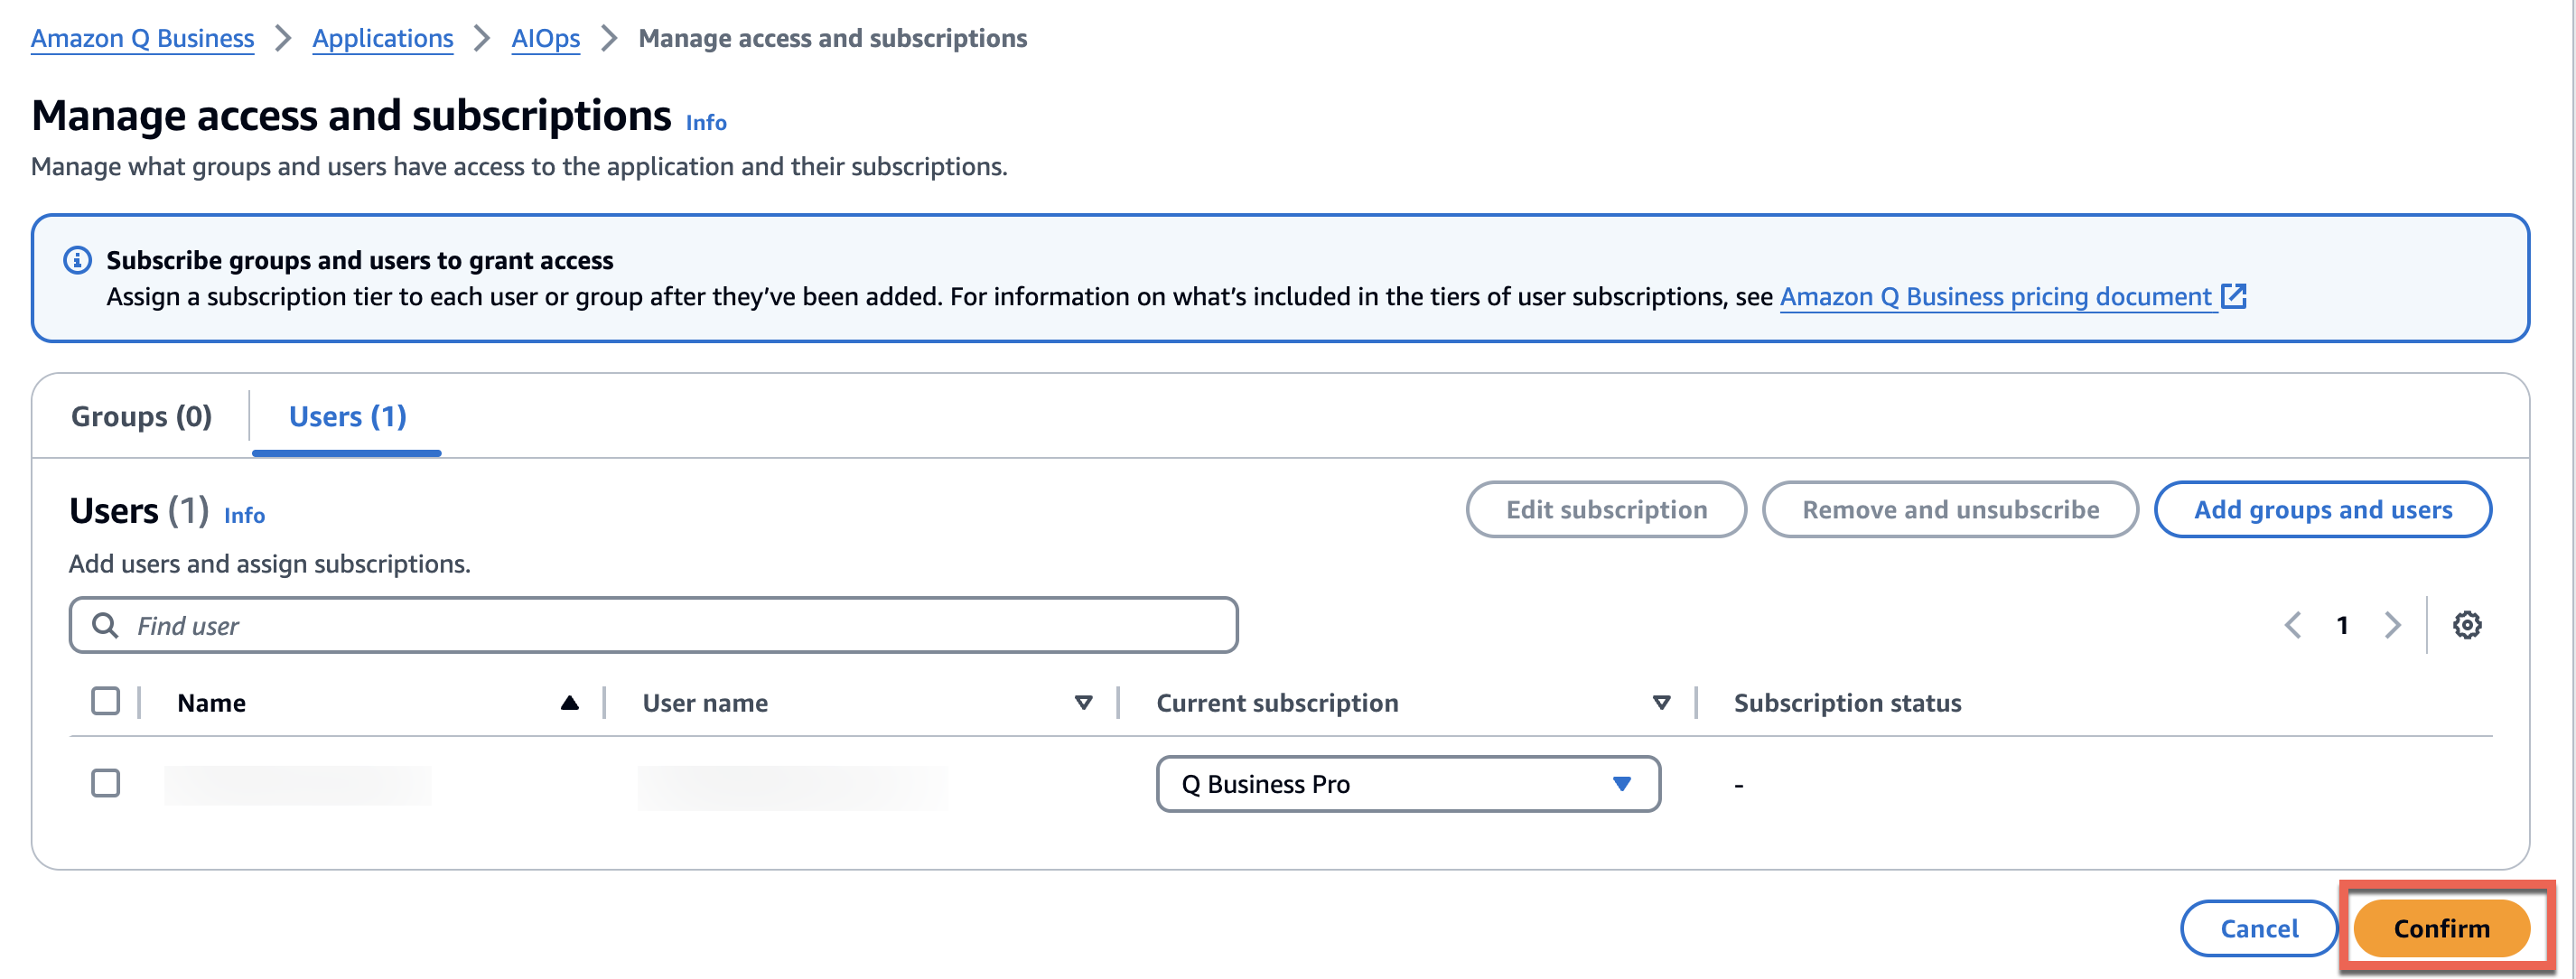 Amazon Q Business > Applications > AIOps > Manage access and subscriptions
Manage access and subscriptions Info
Manage what groups and users have access to the application and their subscriptions.
Subscribe groups and users to grant access
Assign a subscription tier to each user or group after they’ve been added. For information on what’s included in the tiers of user subscriptions, see Amazon Q Business pricing document
Groups (0) Users (1)
Users (1) Info Edit subscription Remove and unsubscribe Add groups and users
Add users and assign subscriptions.
Find user 1
Name User name Current subscription Subscription status
Q Business Pro -
Cancel Confirm